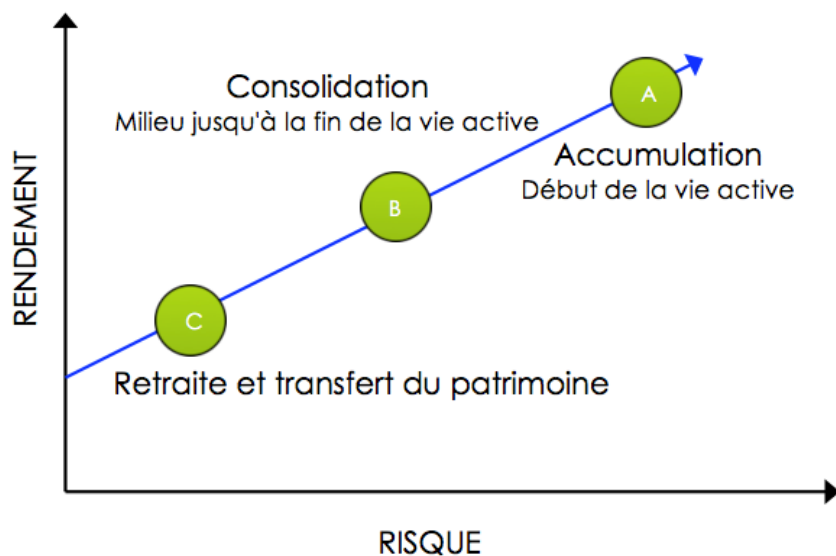 Consolidation
Milieu jusqu'à la fin de la vie active
A
Accumulation
Début de la vie active
B
C
Retraite et transfert du patrimoine
RENDEMENT
RISQUE